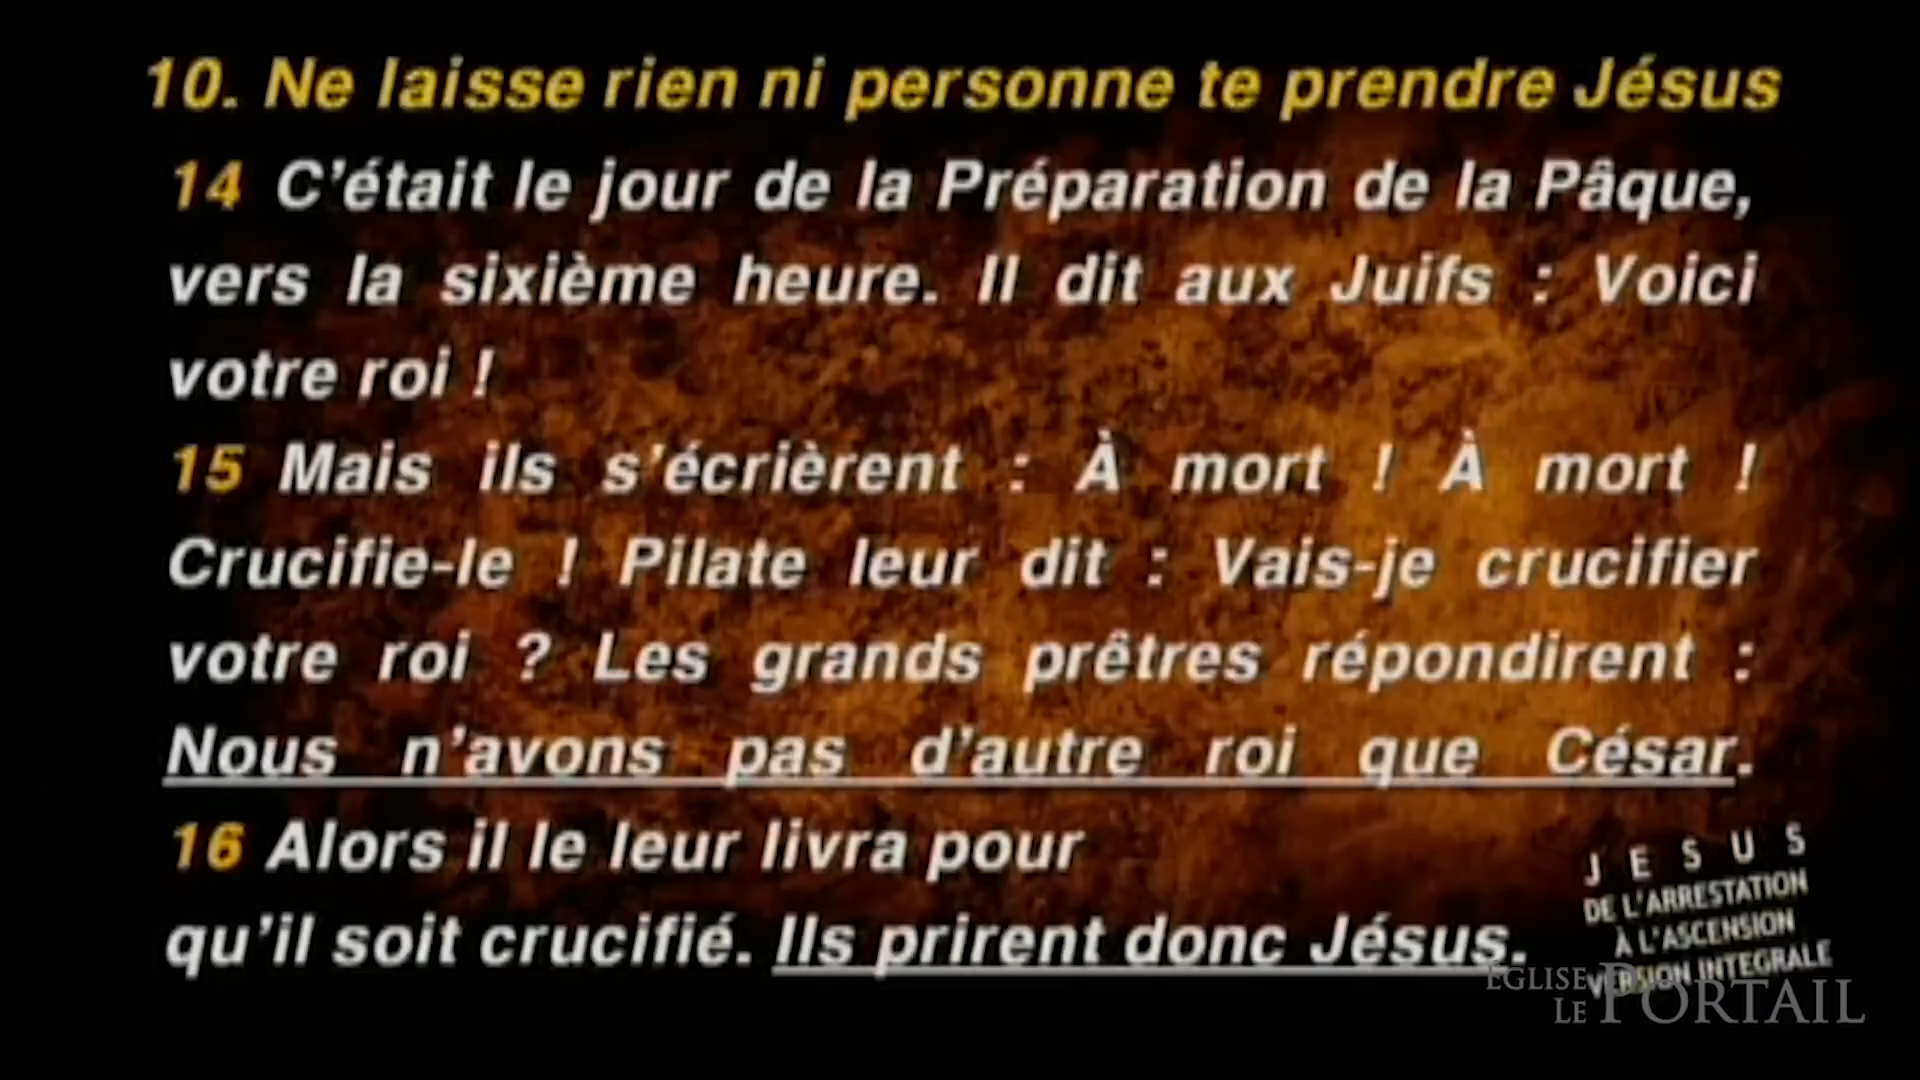 10. Ne laisse rien ni personne te prendre Jésus
14 C'était le jour de la Préparation de la Pâque,
vers la sixième heure. Il dit aux Juifs : Voici
votre roi !
15 Mais ils s'écrièrent : À mort ! À mort !
Crucifie-le ! Pilate leur dit : Vais-je crucifier
votre roi ? Les grands prêtres répondirent :
Nous n'avons pas d'autre roi que César.
16 Alors il le leur livra pour
qu'il soit crucifié. Ils prirent donc Jésus.
JESUS
DE L'ARRESTATION
À L'ASCENSION
VERSION INTEGRALE
EGLISE
LE PORTAIL